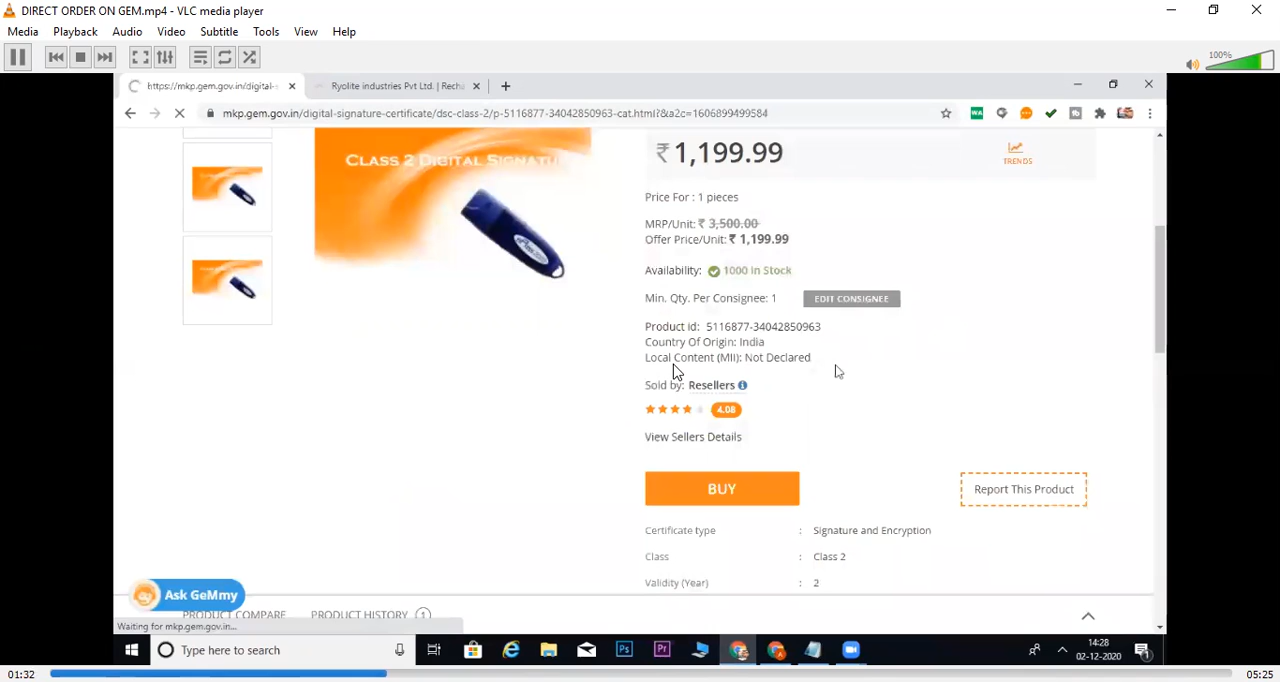 DIRECT ORDER ON GEM.mp4 - VLC media player
Media Playback Audio Video Subtitle Tools View Help
100%
https://mkp.gem.gov.in/digital-s
Ryolite industries Pvt Ltd. | Recha
mkp.gem.gov.in/digital-signature-certificate/dsc-class-2/p-5116877-34042850963-cat.html?&a2c=1606899499584
CLASS 2 DIGITAL SIGNATU
₹ 1,199.99
TRENDS
Price For : 1 pieces
MRP/Unit: ₹ 3,500.00
Offer Price/Unit: ₹ 1,199.99
Availability: 1000 In Stock
Min. Qty. Per Consignee: 1 EDIT CONSIGNEE
Product id: 5116877-34042850963
Country Of Origin: India
Local Content (MII): Not Declared
Sold by: Resellers
4.08
View Sellers Details
BUY
Report This Product
Certificate type : Signature and Encryption
Class : Class 2
Validity (Year) : 2
Ask GeMmy
PRODUCT COMPARE PRODUCT HISTORY 1
Waiting for mkp.gem.gov.in...
Type here to search
14:28
02-12-2020
01:32
05:25